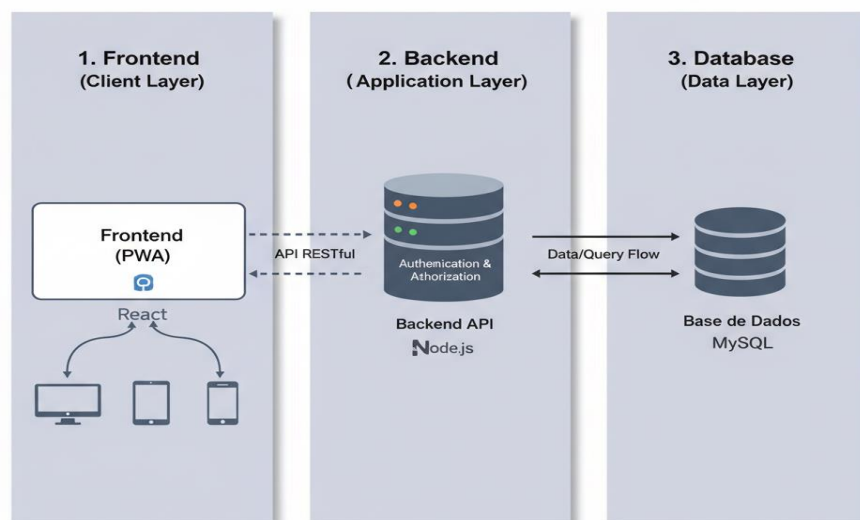 1. Frontend
(Client Layer)
2. Backend
(Application Layer)
3. Database
(Data Layer)
Frontend
(PWA)
React
API RESTful
Authemication &
Athorization
Backend API
Node.js
Data/Query Flow
Base de Dados
MySQL